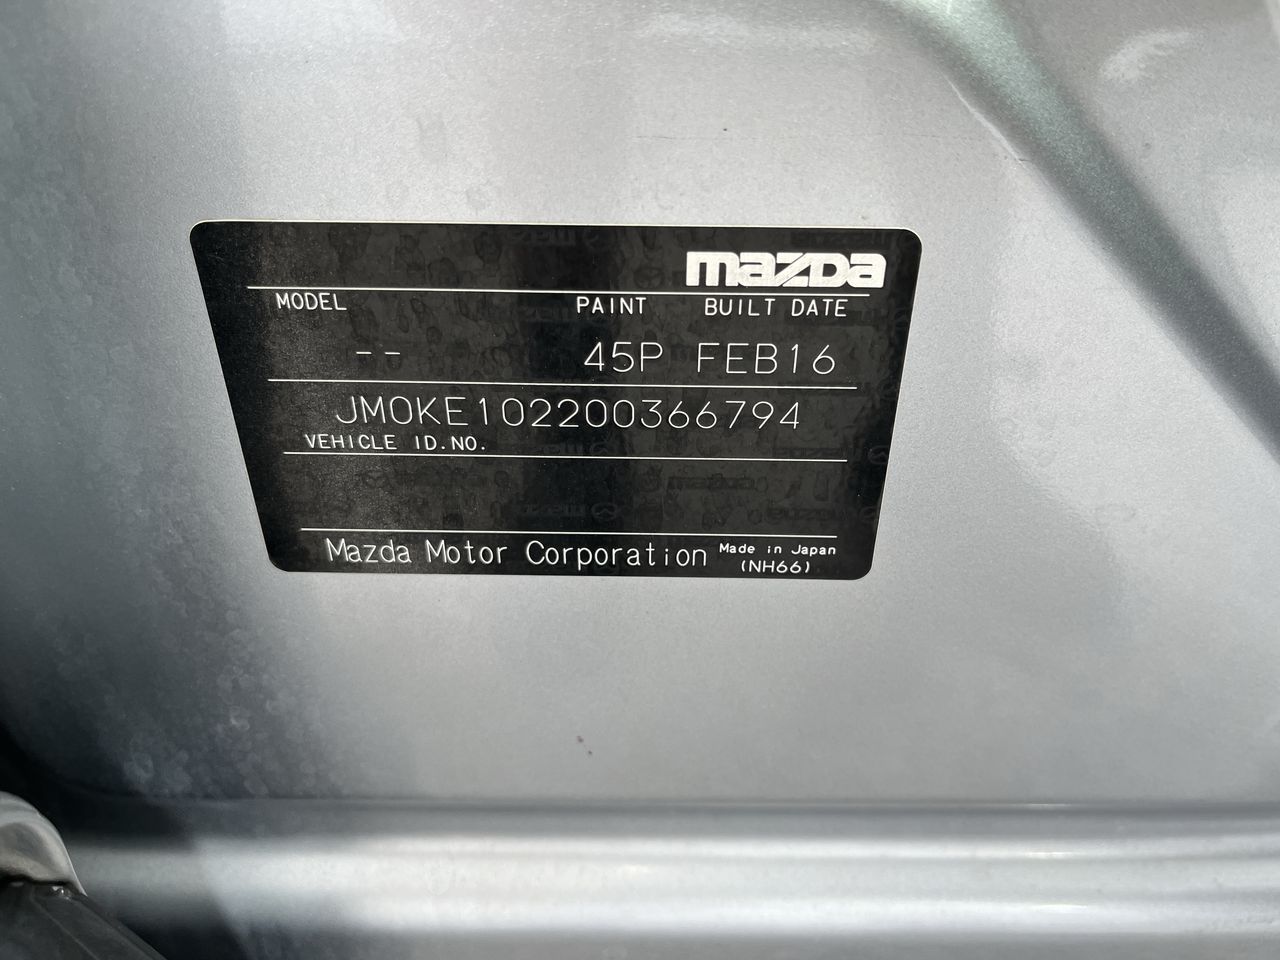 mazda
MODEL PAINT BUILT DATE
-- 45P FEB16
JM0KE102200366794
VEHICLE ID.NO.
Mazda Motor Corporation Made in Japan
(NH66)